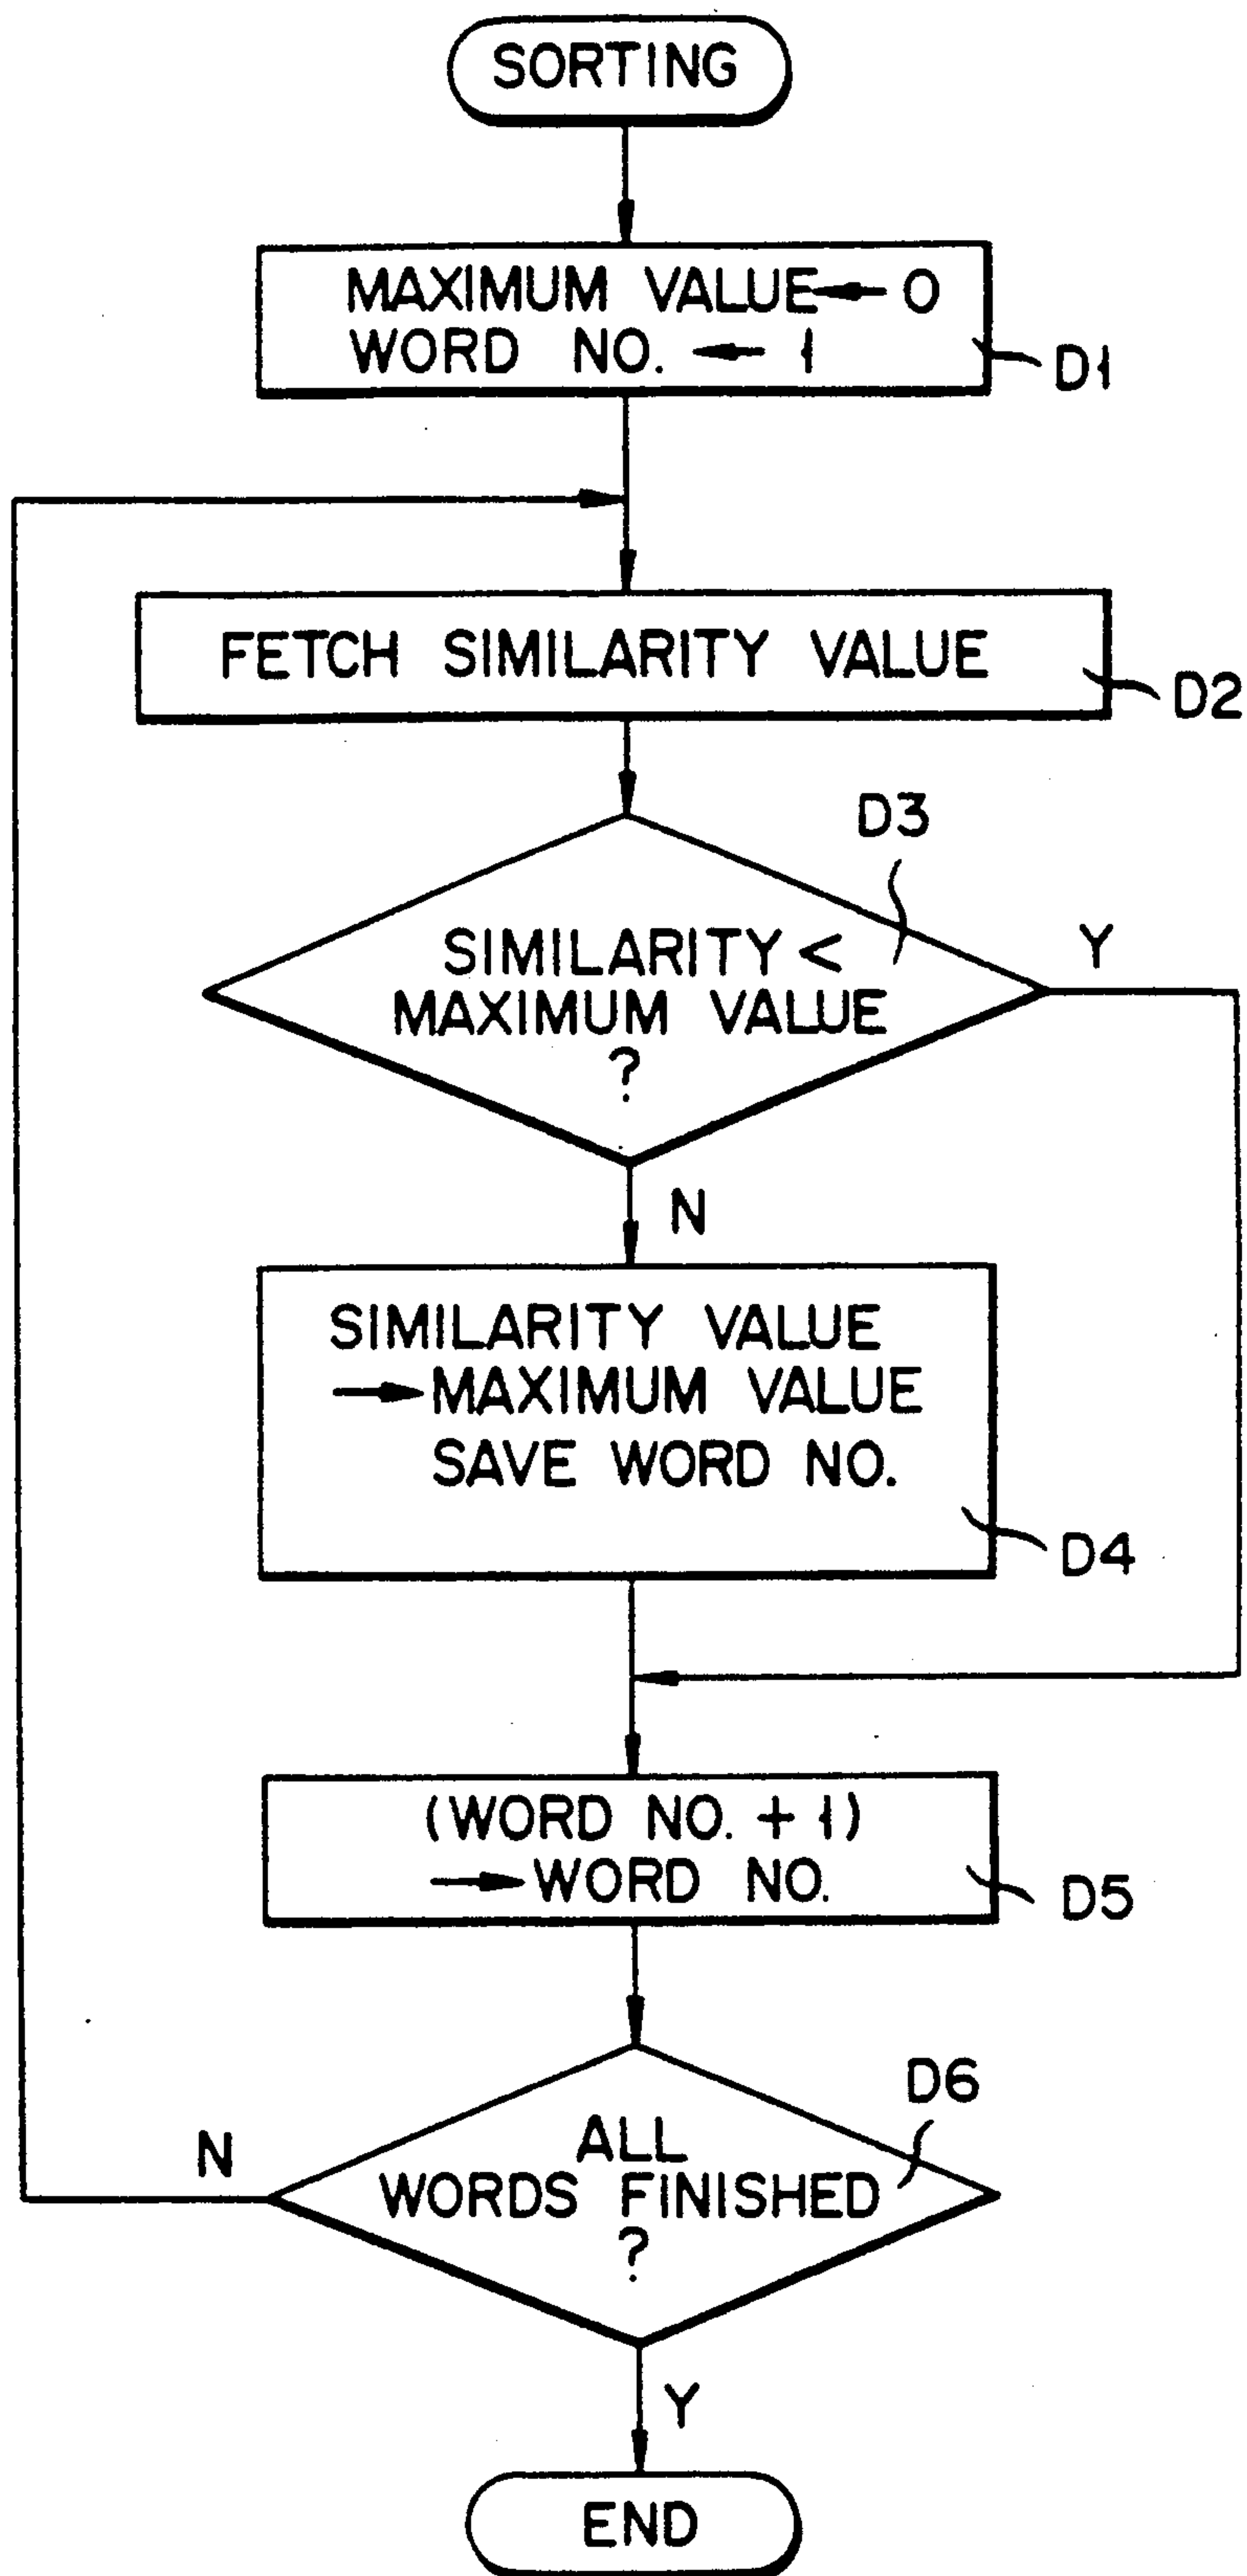 SORTING
MAXIMUM VALUE ← 0
WORD NO. ← 1
D1
FETCH SIMILARITY VALUE
D2
D3
SIMILARITY <
MAXIMUM VALUE
?
Y
N
SIMILARITY VALUE
→ MAXIMUM VALUE
SAVE WORD NO.
D4
(WORD NO. + 1)
→ WORD NO.
D5
D6
N
ALL
WORDS FINISHED
?
Y
END